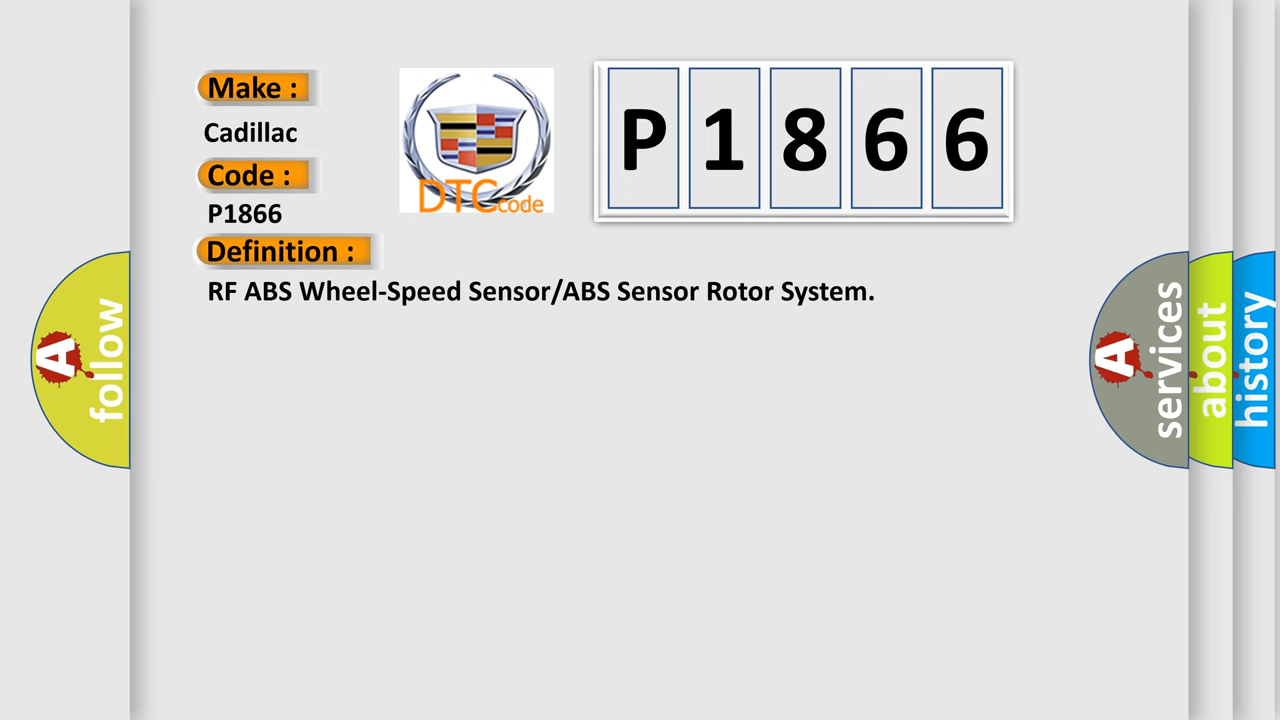 Make :
Cadillac
Code :
P1866
Definition :
RF ABS Wheel-Speed Sensor/ABS Sensor Rotor System.
DTC code
P 1 8 6 6
A follow
A services
about
history